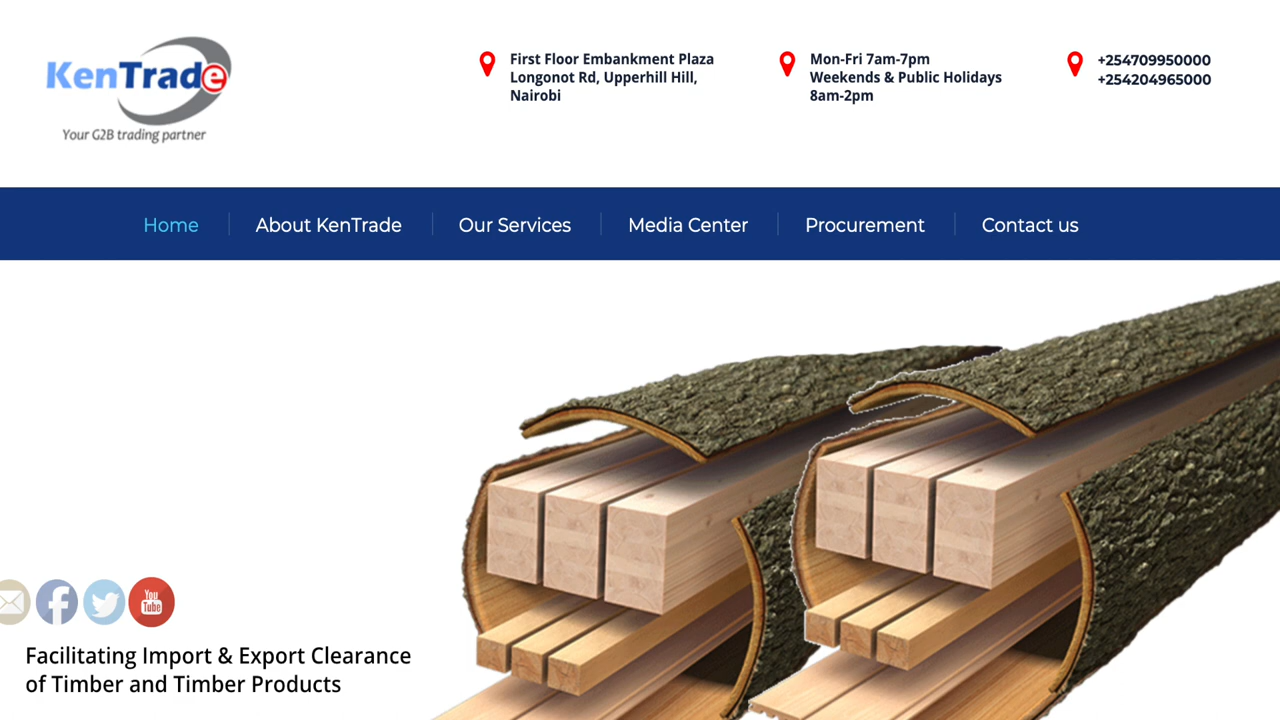 KenTrade
Your G2B trading partner
First Floor Embankment Plaza
Longonot Rd, Upperhill Hill,
Nairobi
Mon-Fri 7am-7pm
Weekends & Public Holidays
8am-2pm
+254709950000
+254204965000
Home
About KenTrade
Our Services
Media Center
Procurement
Contact us
You
Tube
Facilitating Import & Export Clearance
of Timber and Timber Products